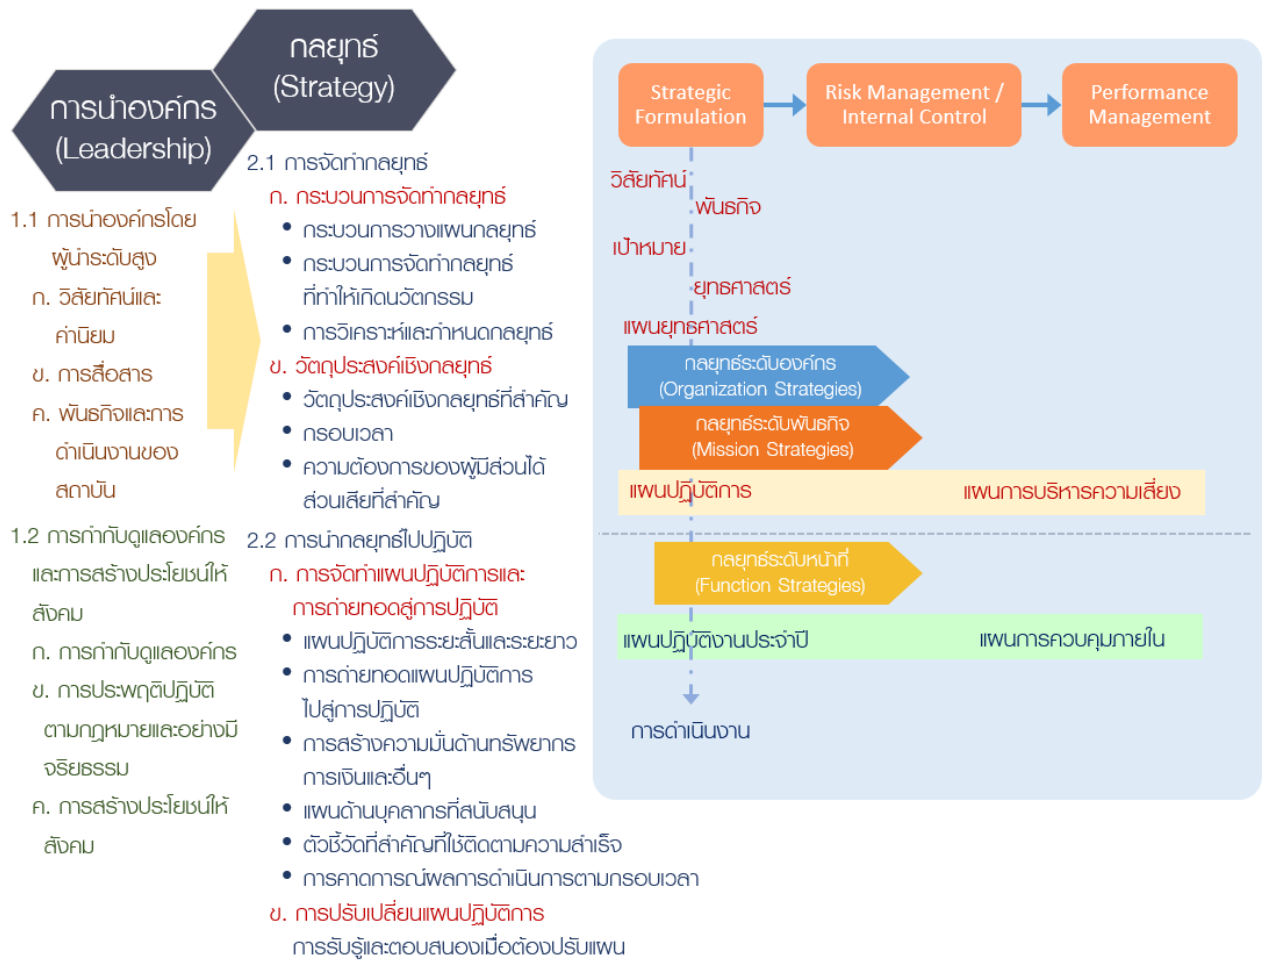 การนำองค์กร
(Leadership)
1.1 การนำองค์กรโดย
ผู้นำระดับสูง
ก. วิสัยทัศน์และ
ค่านิยม
ข. การสื่อสาร
ค. พันธกิจและการ
ดำเนินงานของ
สถาบัน
1.2 การกำกับดูแลองค์กร
และการสร้างประโยชน์ให้
สังคม
ก. การกำกับดูแลองค์กร
ข. การประพฤติปฏิบัติ
ตามกฎหมายและอย่างมี
จริยธรรม
ค. การสร้างประโยชน์ให้
สังคม
กลยุทธ์
(Strategy)
2.1 การจัดทำกลยุทธ์
ก. กระบวนการจัดทำกลยุทธ์
• กระบวนการวางแผนกลยุทธ์
• กระบวนการจัดทำกลยุทธ์
ที่ทำให้เกิดนวัตกรรม
• การวิเคราะห์และกำหนดกลยุทธ์
ข. วัตถุประสงค์เชิงกลยุทธ์
• วัตถุประสงค์เชิงกลยุทธ์ที่สำคัญ
• กรอบเวลา
• ความต้องการของผู้มีส่วนได้
ส่วนเสียที่สำคัญ
2.2 การนำกลยุทธ์ไปปฏิบัติ
ก. การจัดทำแผนปฏิบัติการและ
การถ่ายทอดสู่การปฏิบัติ
• แผนปฏิบัติการระยะสั้นและระยะยาว
• การถ่ายทอดแผนปฏิบัติการ
ไปสู่การปฏิบัติ
• การสร้างความมั่นด้านทรัพยากร
การเงินและอื่นๆ
• แผนด้านบุคลากรที่สนับสนุน
• ตัวชี้วัดที่สำคัญที่ใช้ติดตามความสำเร็จ
• การคาดการณ์ผลการดำเนินการตามกรอบเวลา
ข. การปรับเปลี่ยนแผนปฏิบัติการ
การรับรู้และตอบสนองเมื่อต้องปรับแผน
Strategic
Formulation
Risk Management /
Internal Control
Performance
Management
วิสัยทัศน์
พันธกิจ
เป้าหมาย
ยุทธศาสตร์
แผนยุทธศาสตร์
กลยุทธ์ระดับองค์กร
(Organization Strategies)
กลยุทธ์ระดับพันธกิจ
(Mission Strategies)
แผนปฏิบัติการ
แผนการบริหารความเสี่ยง
กลยุทธ์ระดับหน้าที่
(Function Strategies)
แผนปฏิบัติงานประจำปี
แผนการควบคุมภายใน
การดำเนินงาน